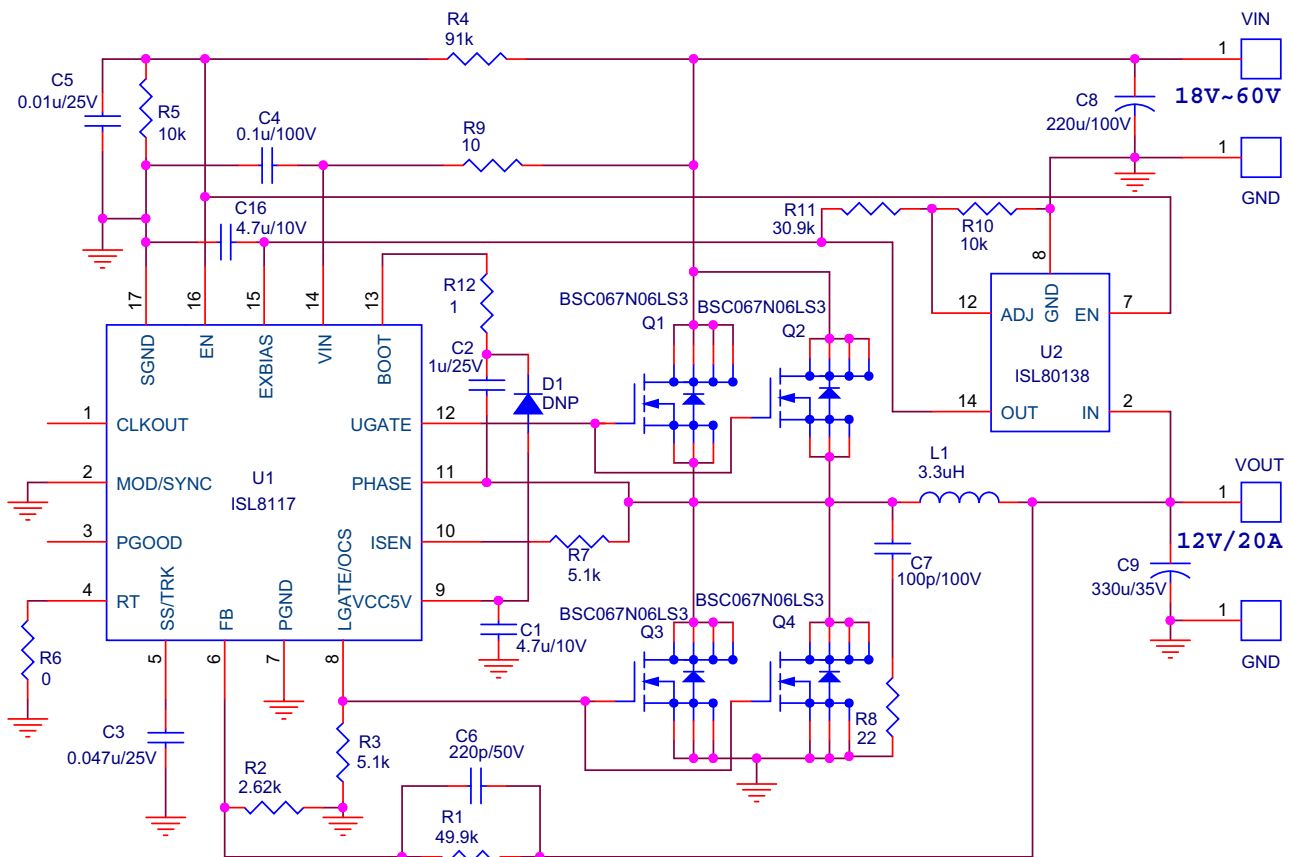 R4
91k
VIN
1
18V~60V
C5
0.01u/25V
R5
10k
C4
0.1u/100V
R9
10
C8
220u/100V
1
GND
C16
4.7u/10V
R11
30.9k
R10
10k
17
16
15
14
13
R12
1
8
BSC067N06LS3
Q1
BSC067N06LS3
Q2
12
ADJ
GND
EN
7
SGND
EN
EXBIAS
VIN
BOOT
C2
1u/25V
D1
DNP
U2
ISL80138
14
OUT
IN
2
1
CLKOUT
UGATE
12
L1
3.3uH
VOUT
1
12V/20A
2
MOD/SYNC
U1
ISL8117
PHASE
11
3
PGOOD
ISEN
10
R7
5.1k
C7
100p/100V
C9
330u/35V
4
RT
SS/TRK
FB
PGND
LGATE/OCS
VCC5V
9
C1
4.7u/10V
BSC067N06LS3
Q3
BSC067N06LS3
Q4
1
GND
R6
0
5
6
7
8
C3
0.047u/25V
R2
2.62k
R3
5.1k
C6
220p/50V
R8
22
R1
49.9k